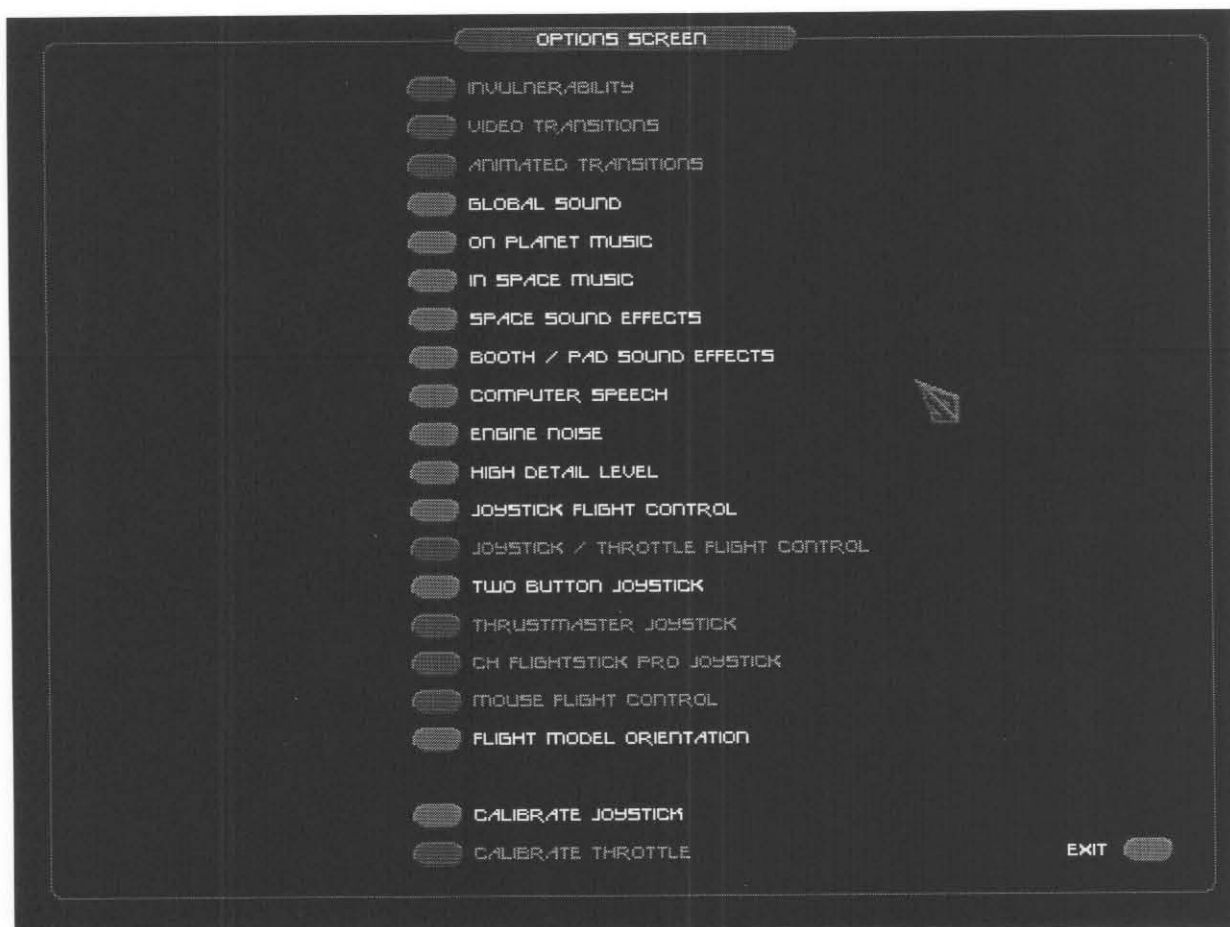 OPTIONS SCREEN
INVULNERABILITY
VIDEO TRANSITIONS
ANIMATED TRANSITIONS
GLOBAL SOUND
ON PLANET MUSIC
IN SPACE MUSIC
SPACE SOUND EFFECTS
BOOTH / PAD SOUND EFFECTS
COMPUTER SPEECH
ENGINE NOISE
HIGH DETAIL LEVEL
JOYSTICK FLIGHT CONTROL
JOYSTICK / THROTTLE FLIGHT CONTROL
TWO BUTTON JOYSTICK
THRUSTMASTER JOYSTICK
CH FLIGHTSTICK PRO JOYSTICK
MOUSE FLIGHT CONTROL
FLIGHT MODEL ORIENTATION
CALIBRATE JOYSTICK
CALIBRATE THROTTLE
EXIT